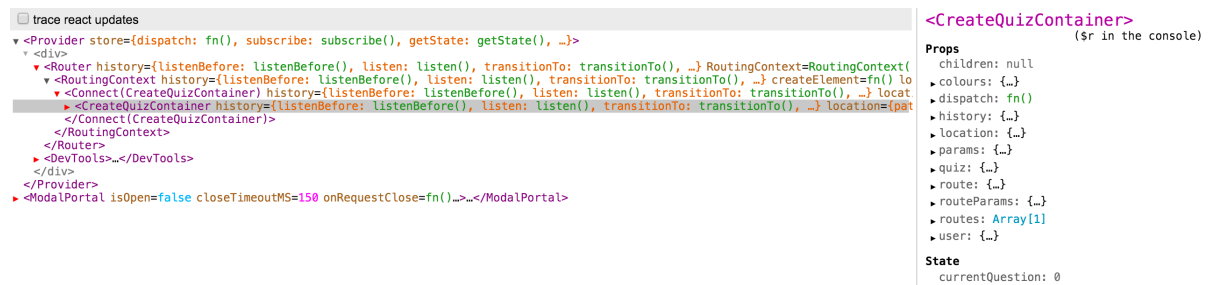 trace react updates
<Provider store={dispatch: fn(), subscribe: subscribe(), getState: getState(), …}>
<div>
<Router history={listenBefore: listenBefore(), listen: listen(), transitionTo: transitionTo(), …} RoutingContext=RoutingContext(
<RoutingContext history={listenBefore: listenBefore(), listen: listen(), transitionTo: transitionTo(), …} createElement=fn() lo
<Connect(CreateQuizContainer) history={listenBefore: listenBefore(), listen: listen(), transitionTo: transitionTo(), …} locat
<CreateQuizContainer history={listenBefore: listenBefore(), listen: listen(), transitionTo: transitionTo(), …} location={pat
</Connect(CreateQuizContainer)>
</RoutingContext>
</Router>
<DevTools>…</DevTools>
</div>
</Provider>
<ModalPortal isOpen=false closeTimeoutMS=150 onRequestClose=fn()…>…</ModalPortal>
<CreateQuizContainer>
($r in the console)
Props
children: null
colours: {…}
dispatch: fn()
history: {…}
location: {…}
params: {…}
quiz: {…}
route: {…}
routeParams: {…}
routes: Array[1]
user: {…}
State
currentQuestion: 0